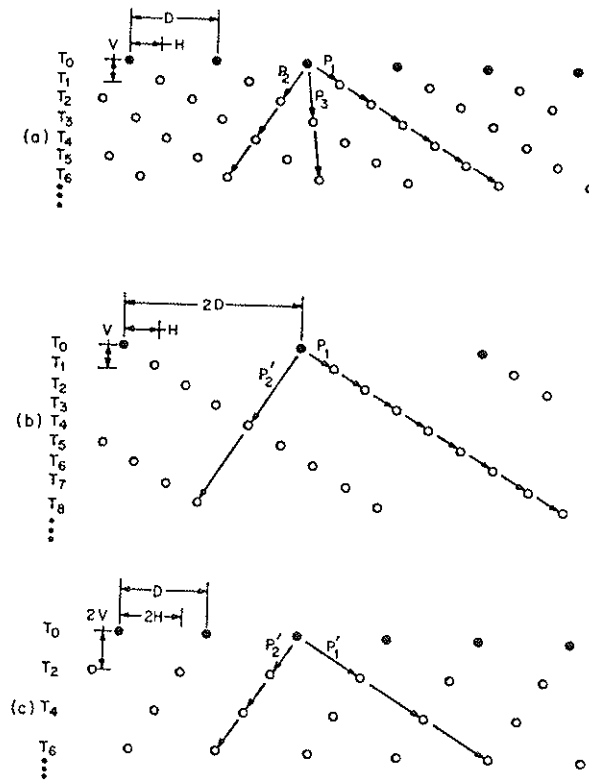 D
V H
T0
T1 P2 P1
T2 P3
T3
(a) T4
T5
T6
2D
V H
T0 P1
T1 P2'
T2
T3
(b) T4
T5
T6
T7
T8
D
2V 2H
T0
P2' P1'
T2
(c) T4
T6